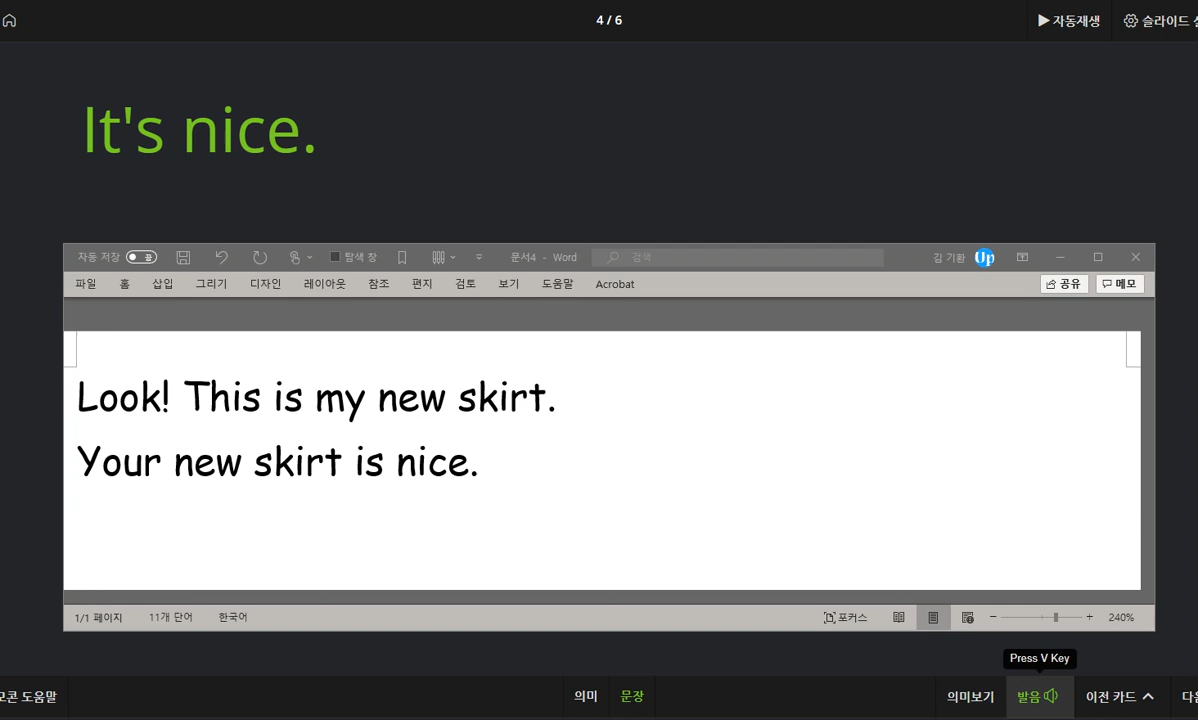 4 / 6
자동재생
슬라이드
It's nice.
자동 저장 끔
탐색 창
문서4 - Word
검색
김 기환
Up
파일 홈 삽입 그리기 디자인 레이아웃 참조 편지 검토 보기 도움말 Acrobat
공유 메모
Look! This is my new skirt.
Your new skirt is nice.
1/1 페이지 11개 단어 한국어
포커스
240%
Press V Key
도움말
의미 문장
의미보기 발음 이전 카드